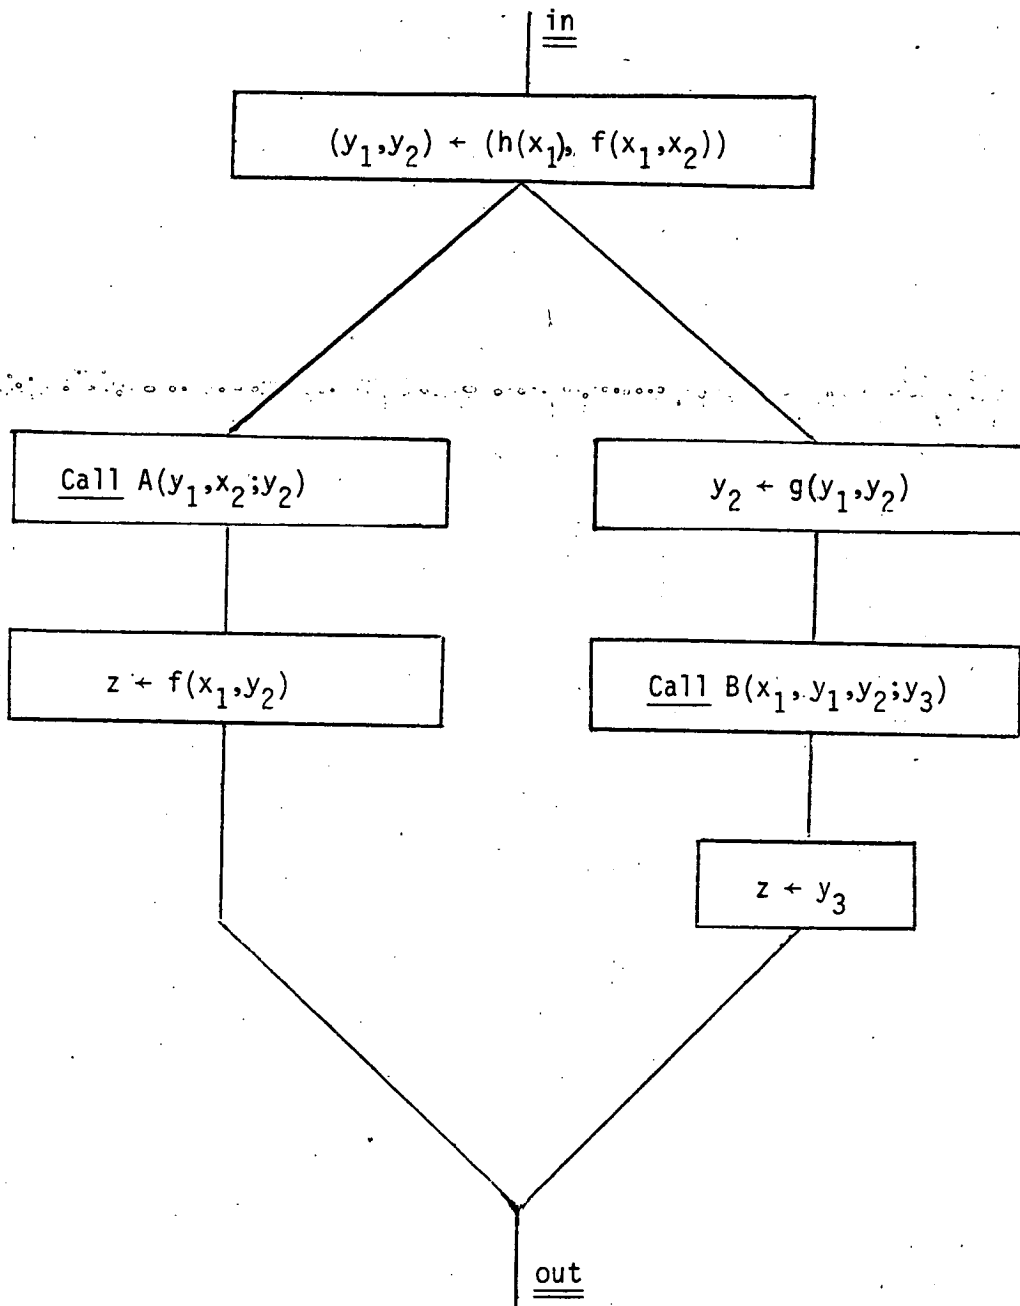 in
(y₁,y₂) ← (h(x₁), f(x₁,x₂))
Call A(y₁,x₂;y₂)
y₂ ← g(y₁,y₂)
z ← f(x₁,y₂)
Call B(x₁,y₁,y₂;y₃)
z ← y₃
out